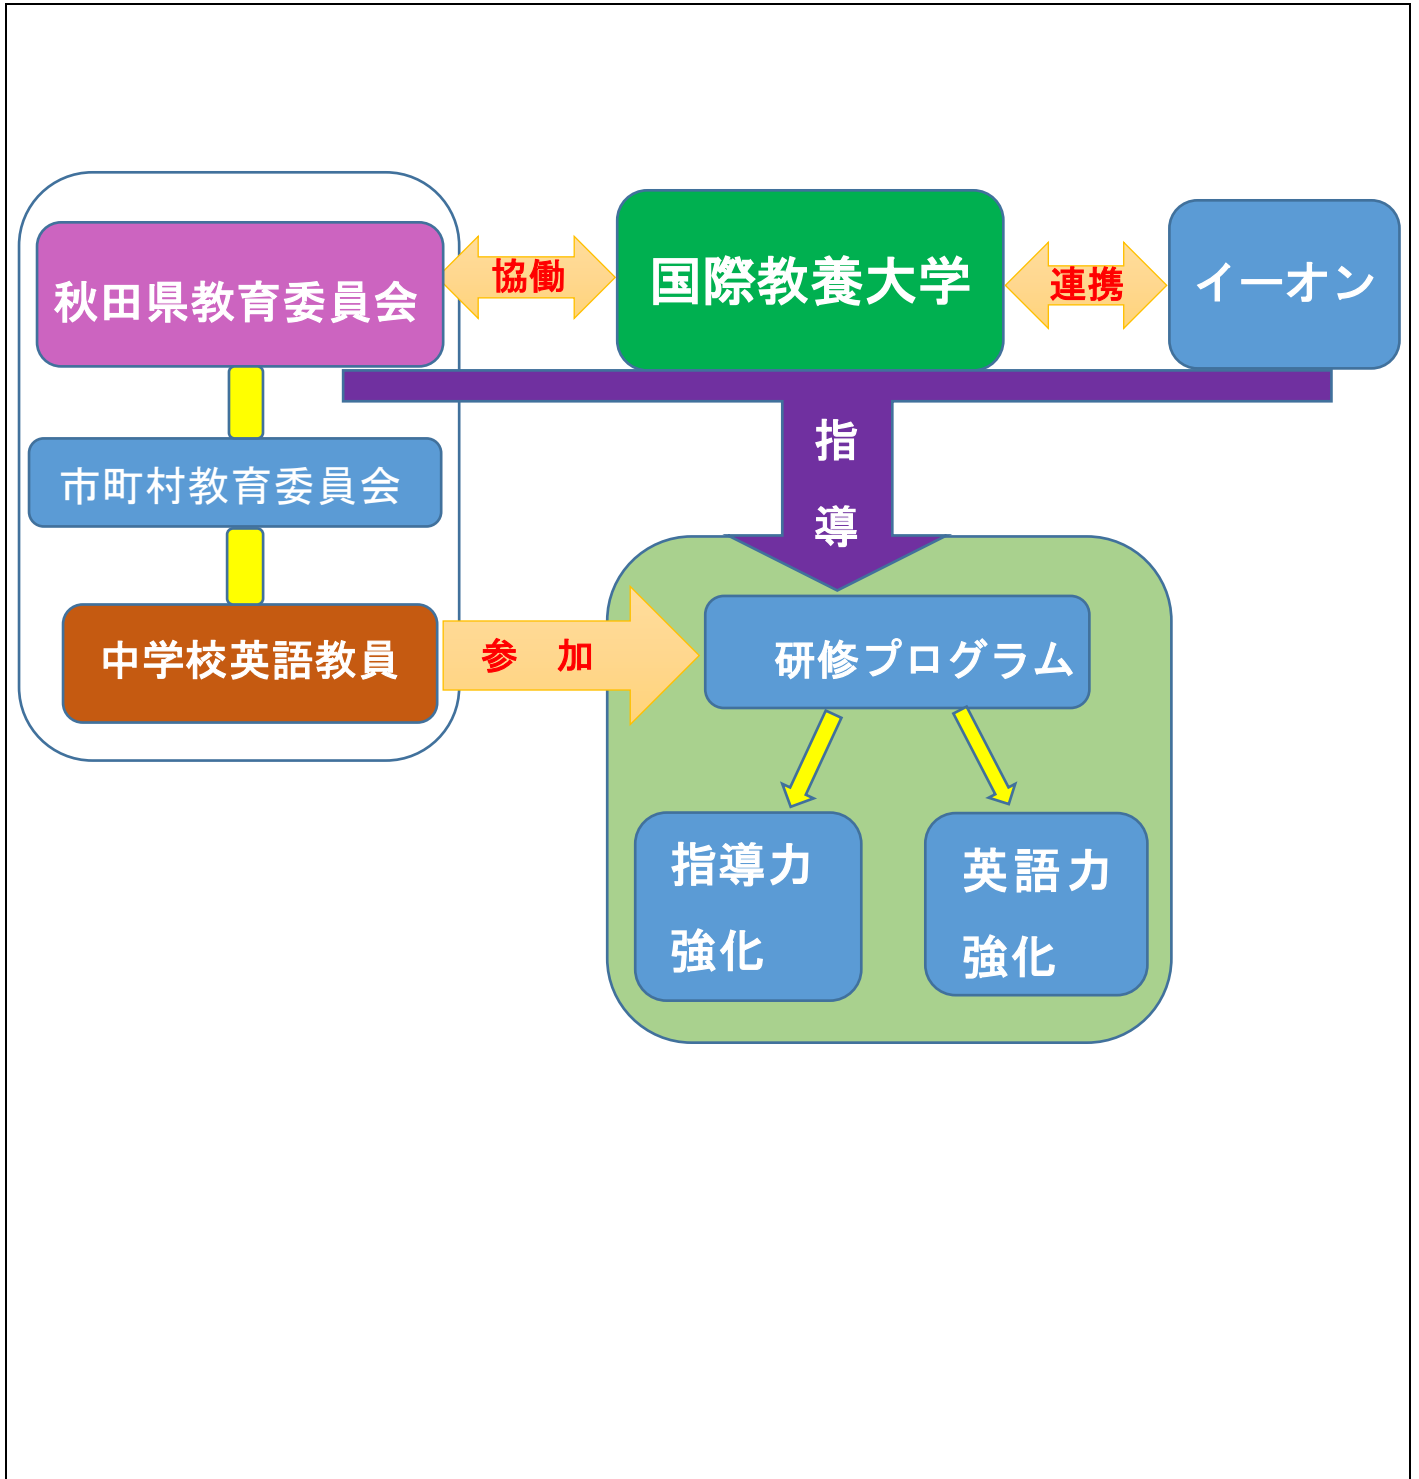 秋田県教育委員会
協働
国際教養大学
連携
イーオン
指
導
市町村教育委員会
中学校英語教員
参　加
研修プログラム
指導力
強化
英語力
強化